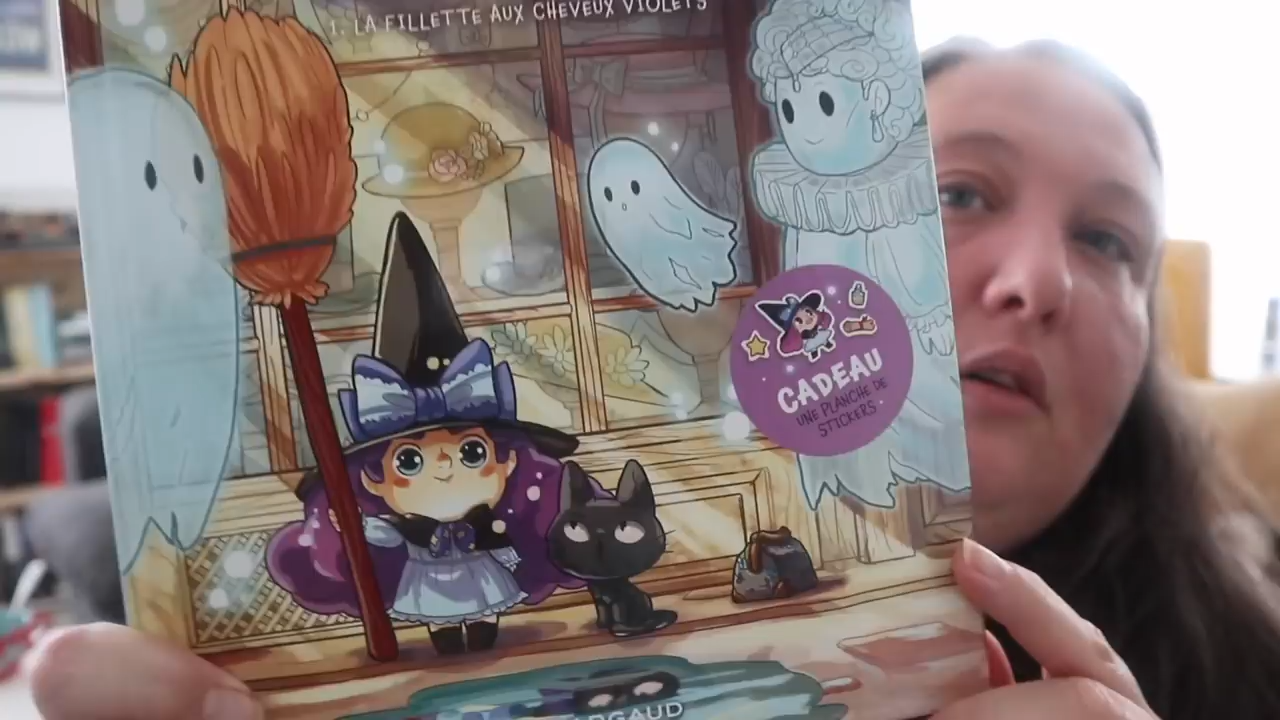 1. LA FILLETTE AUX CHEVEUX VIOLETS
CADEAU
UNE PLANCHE DE
STICKERS